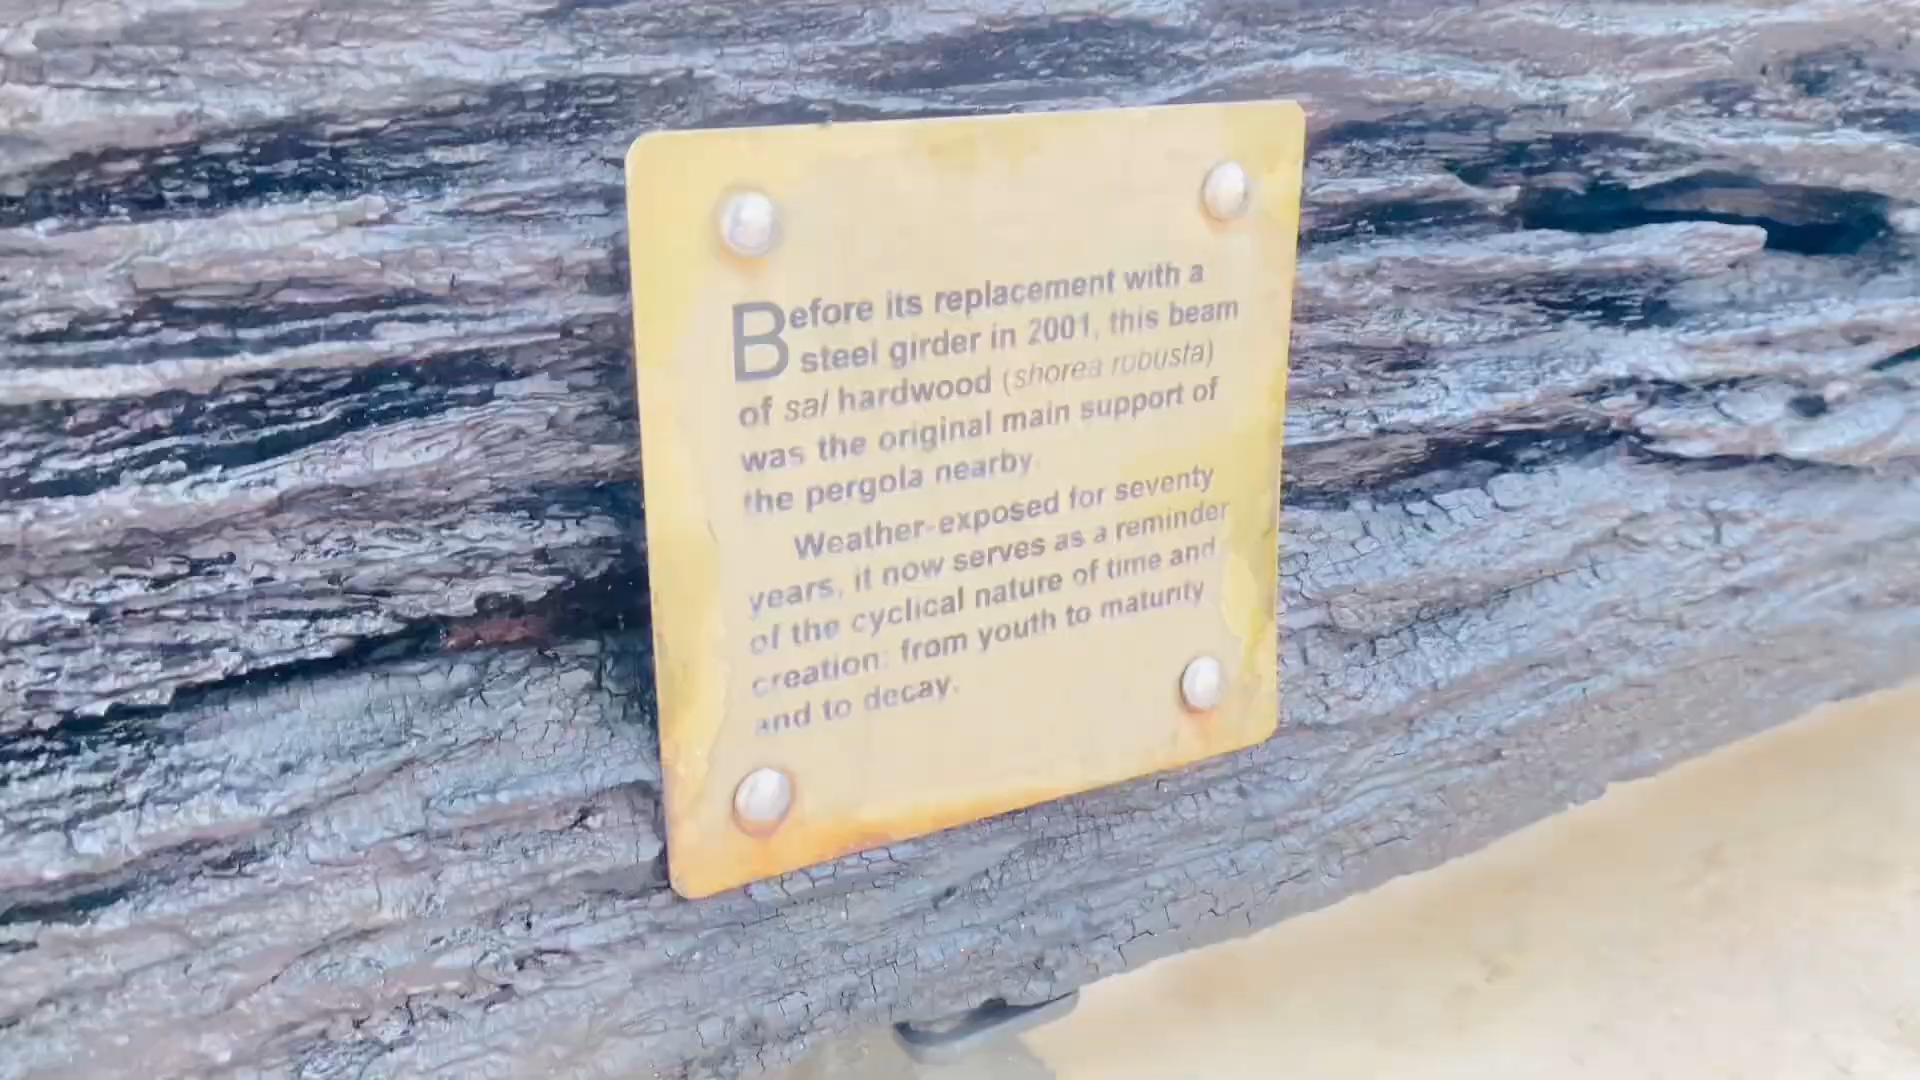 Before its replacement with a
steel girder in 2001, this beam
of sal hardwood (shorea robusta)
was the original main support of
the pergola nearby.
Weather-exposed for seventy
years, it now serves as a reminder
of the cyclical nature of time and
creation: from youth to maturity
and to decay.